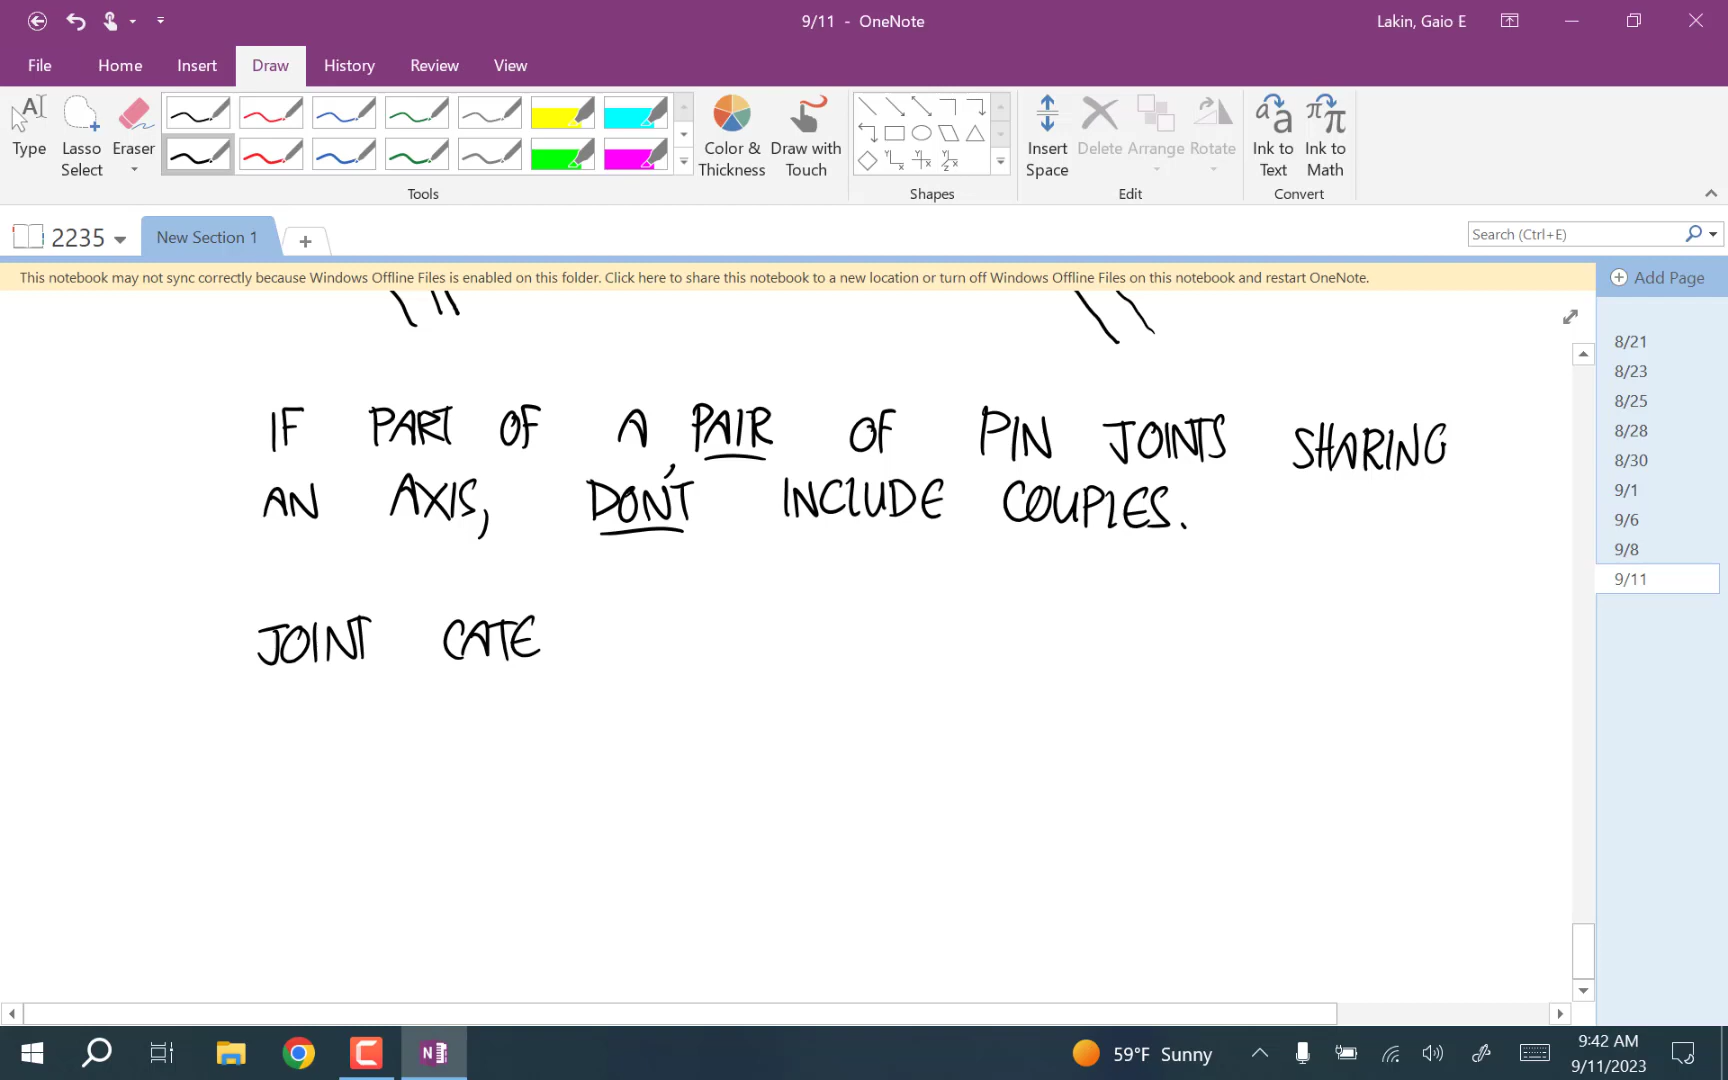 9/11 - OneNote
Lakin, Gaio E
File Home Insert Draw History Review View
Type
Lasso Select
Eraser
Color & Thickness
Draw with Touch
Insert Space
Delete
Arrange
Rotate
Ink to Text
Ink to Math
Tools
Shapes
Edit
Convert
2235
New Section 1
Search (Ctrl+E)
This notebook may not sync correctly because Windows Offline Files is enabled on this folder. Click here to share this notebook to a new location or turn off Windows Offline Files on this notebook and restart OneNote.
Add Page
8/21
8/23
8/25
8/28
8/30
9/1
9/6
9/8
9/11
IF PART OF A PAIR OF PIN JOINTS SHARING
AN AXIS, DON'T INCLUDE COUPLES.
JOINT CATE
59°F Sunny
9:42 AM
9/11/2023